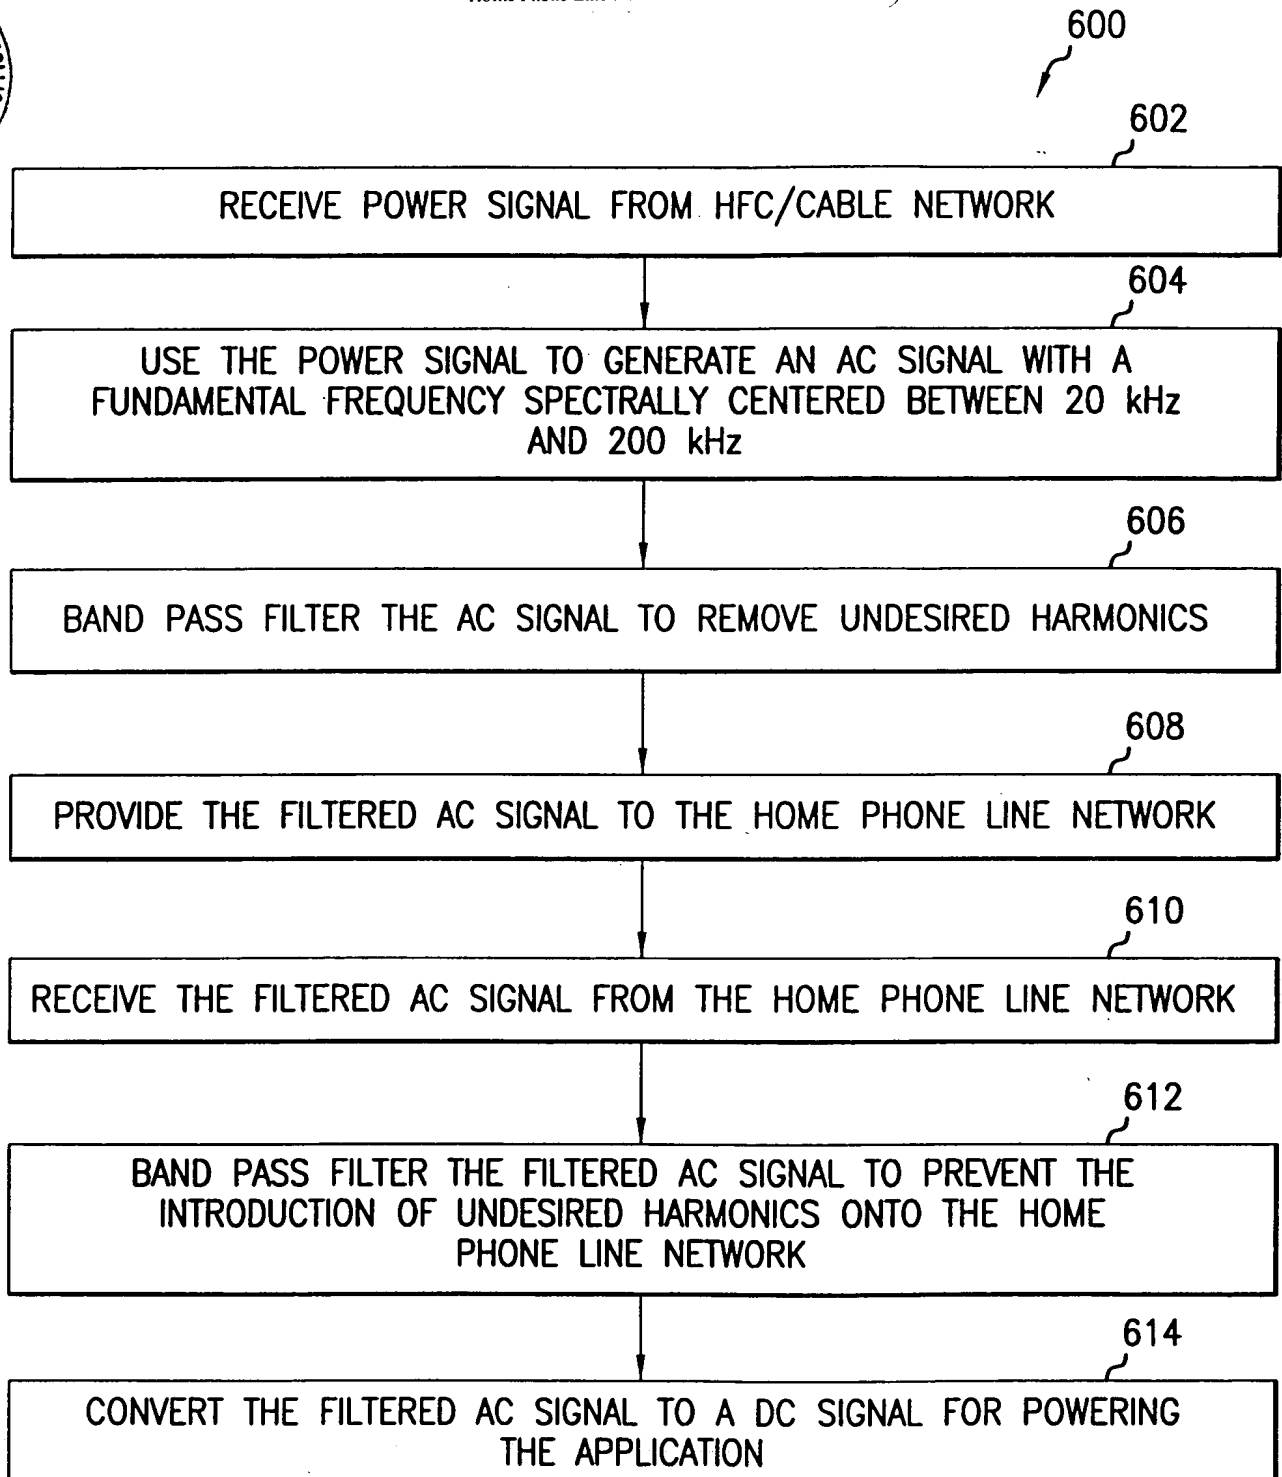 600
602
RECEIVE POWER SIGNAL FROM HFC/CABLE NETWORK
604
USE THE POWER SIGNAL TO GENERATE AN AC SIGNAL WITH A
FUNDAMENTAL FREQUENCY SPECTRALLY CENTERED BETWEEN 20 kHz
AND 200 kHz
606
BAND PASS FILTER THE AC SIGNAL TO REMOVE UNDESIRED HARMONICS
608
PROVIDE THE FILTERED AC SIGNAL TO THE HOME PHONE LINE NETWORK
610
RECEIVE THE FILTERED AC SIGNAL FROM THE HOME PHONE LINE NETWORK
612
BAND PASS FILTER THE FILTERED AC SIGNAL TO PREVENT THE
INTRODUCTION OF UNDESIRED HARMONICS ONTO THE HOME
PHONE LINE NETWORK
614
CONVERT THE FILTERED AC SIGNAL TO A DC SIGNAL FOR POWERING
THE APPLICATION